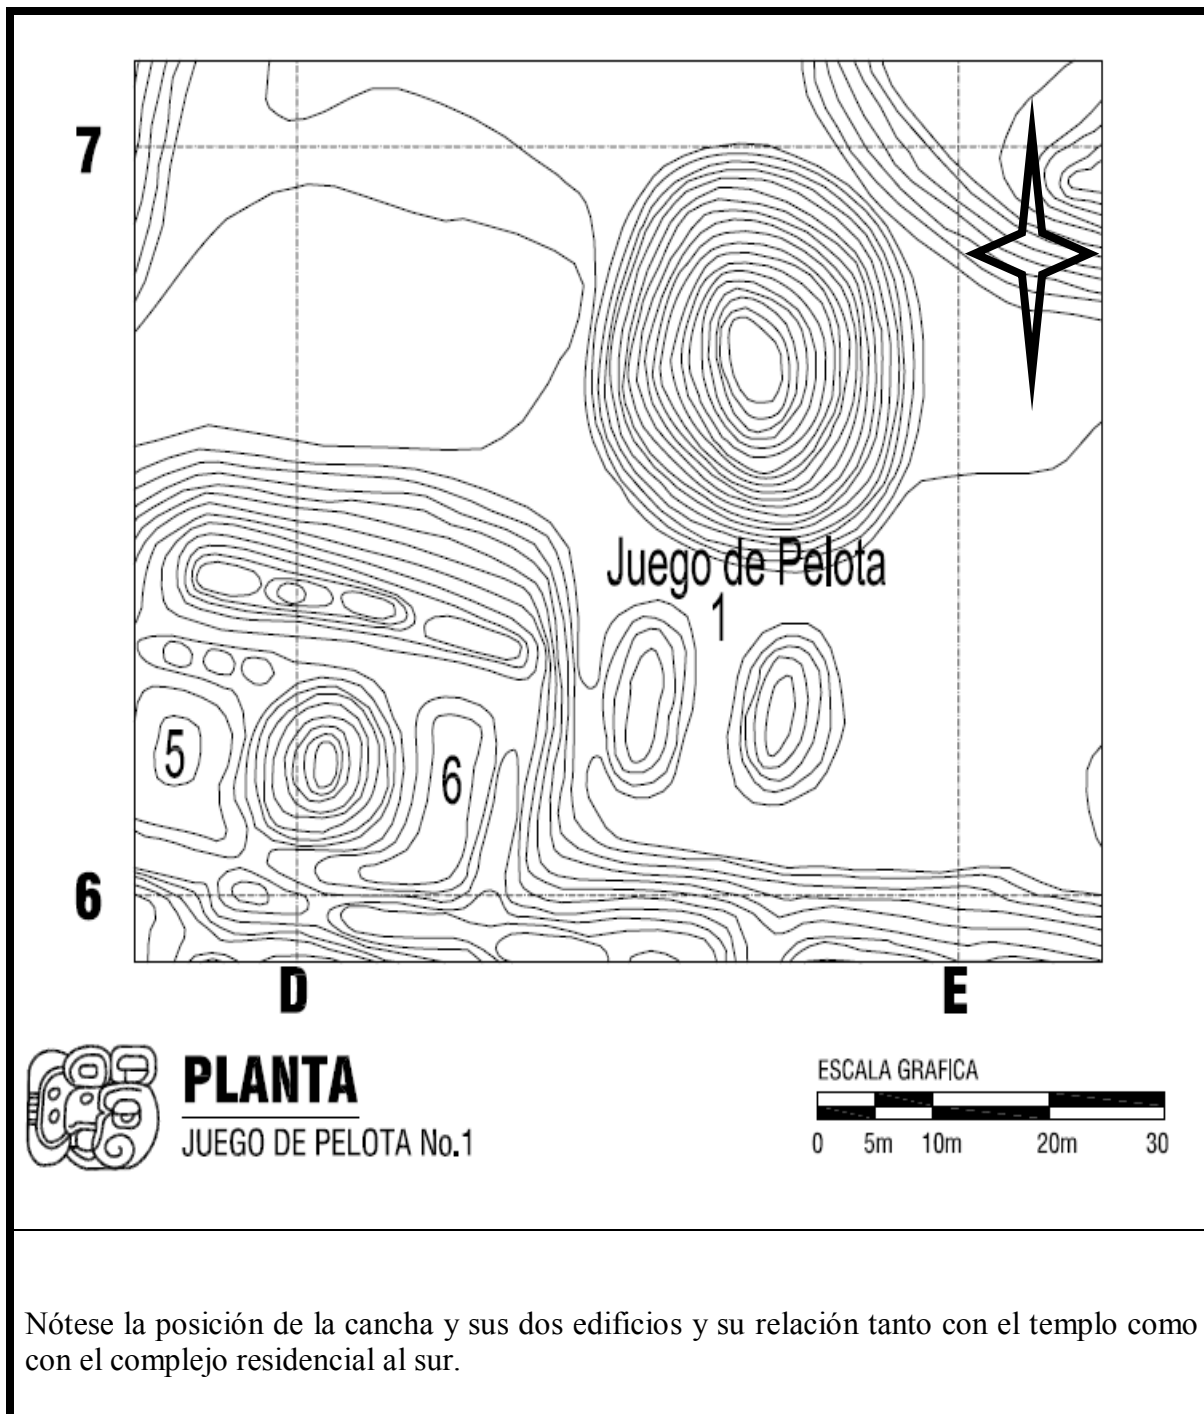 7
Juego de Pelota
1
5
6
6
D
E
PLANTA
JUEGO DE PELOTA No.1
ESCALA GRAFICA
0 5m 10m 20m 30
Nótese la posición de la cancha y sus dos edificios y su relación tanto con el templo como
con el complejo residencial al sur.